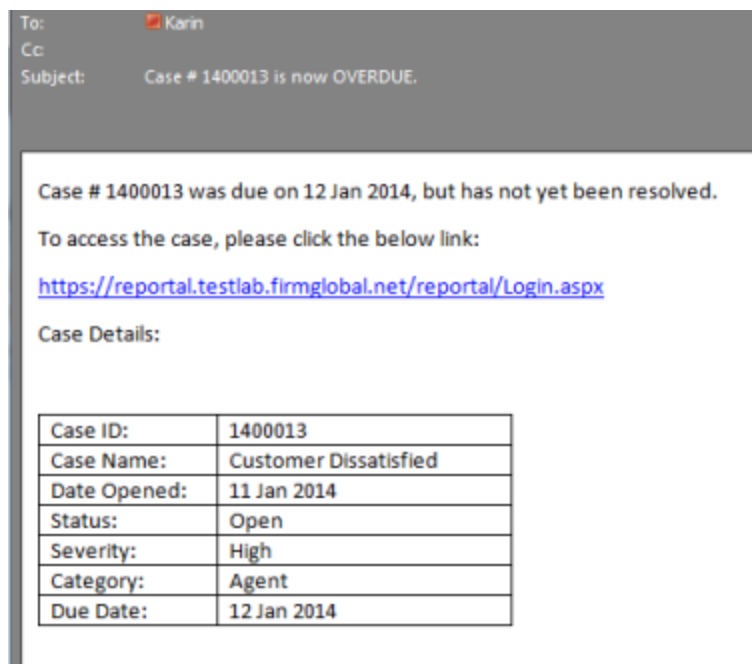 To: Karin
Cc
Subject: Case # 1400013 is now OVERDUE.
Case # 1400013 was due on 12 Jan 2014, but has not yet been resolved.
To access the case, please click the below link:
https://reportal.testlab.firmglobal.net/reportal/Login.aspx
Case Details:
Case ID: 1400013
Case Name: Customer Dissatisfied
Date Opened: 11 Jan 2014
Status: Open
Severity: High
Category: Agent
Due Date: 12 Jan 2014